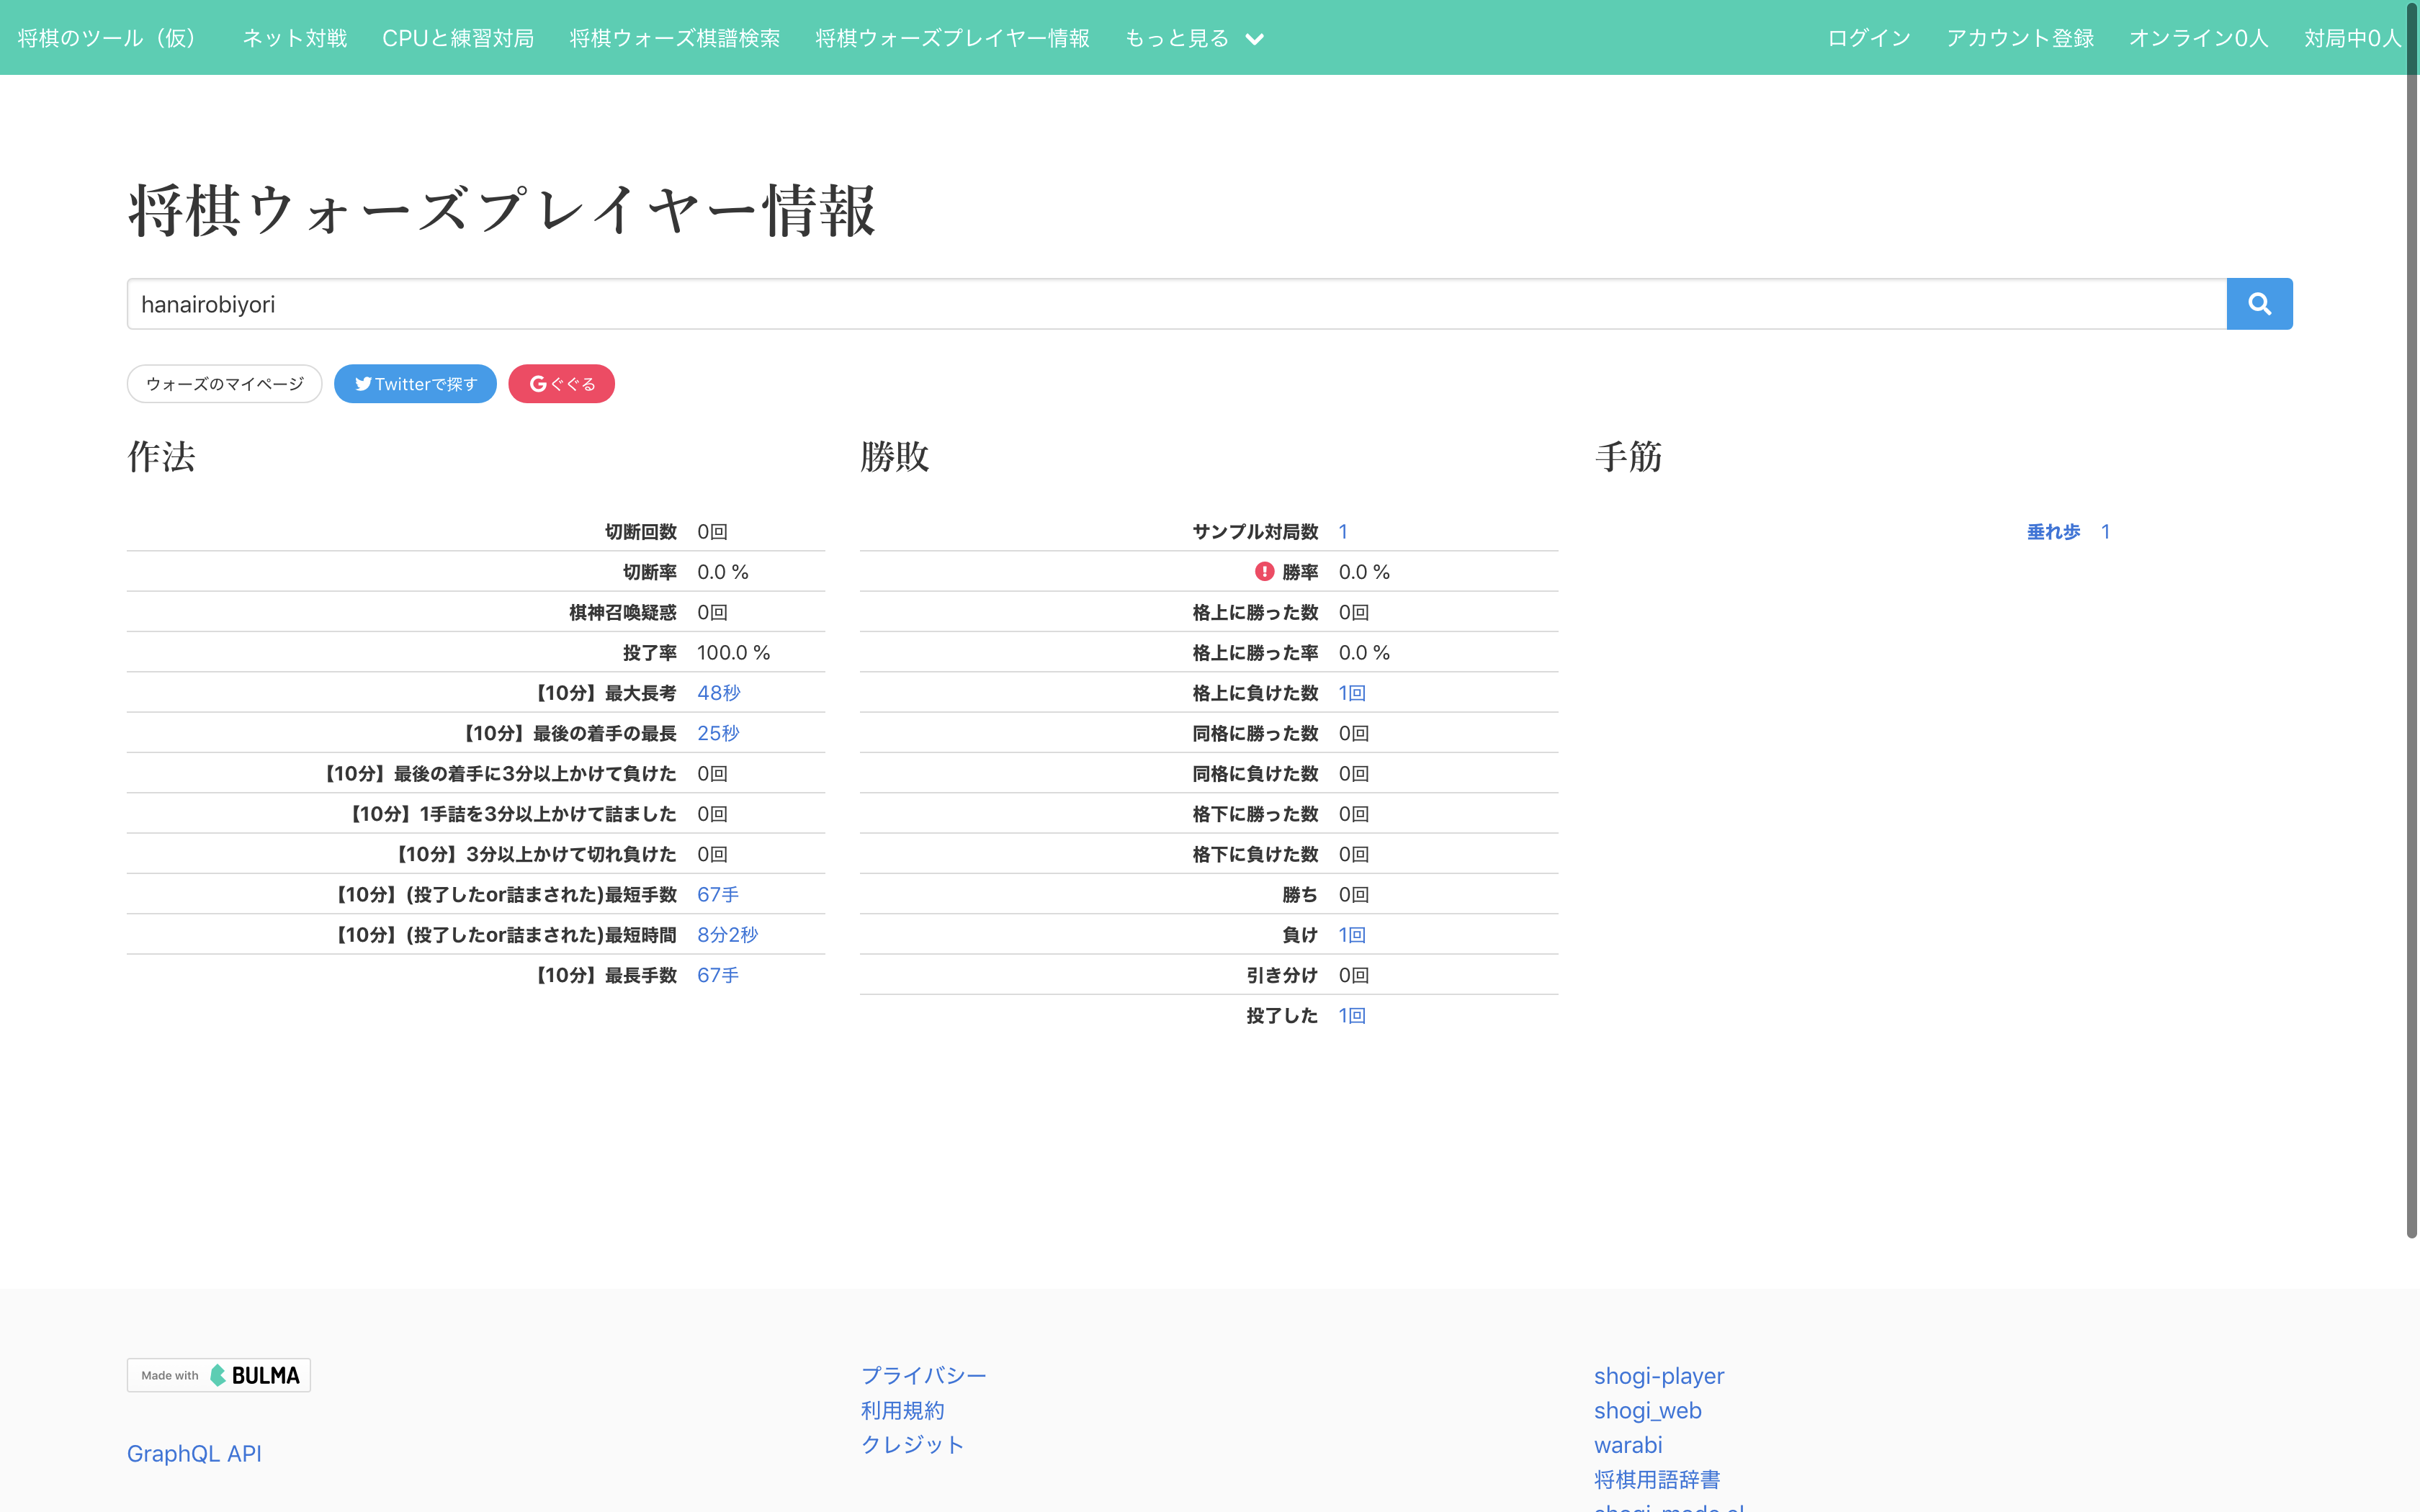 将棋のツール（仮） ネット対戦 CPUと練習対局 将棋ウォーズ棋譜検索 将棋ウォーズプレイヤー情報 もっと見る ログイン アカウント登録 オンライン0人 対局中0人
将棋ウォーズプレイヤー情報
hanairobiyori
ウォーズのマイページ Twitterで探す ぐぐる
作法
切断回数 0回
切断率 0.0 %
棋神召喚疑惑 0回
投了率 100.0 %
【10分】最大長考 48秒
【10分】最後の着手の最長 25秒
【10分】最後の着手に3分以上かけて負けた 0回
【10分】1手詰を3分以上かけて詰ました 0回
【10分】3分以上かけて切れ負けた 0回
【10分】(投了したor詰まされた)最短手数 67手
【10分】(投了したor詰まされた)最短時間 8分2秒
【10分】最長手数 67手
勝敗
サンプル対局数 1
勝率 0.0 %
格上に勝った数 0回
格上に勝った率 0.0 %
格上に負けた数 1回
同格に勝った数 0回
同格に負けた数 0回
格下に勝った数 0回
格下に負けた数 0回
勝ち 0回
負け 1回
引き分け 0回
投了した 1回
手筋
垂れ歩 1
Made with BULMA
GraphQL API
プライバシー
利用規約
クレジット
shogi-player
shogi_web
warabi
将棋用語辞書